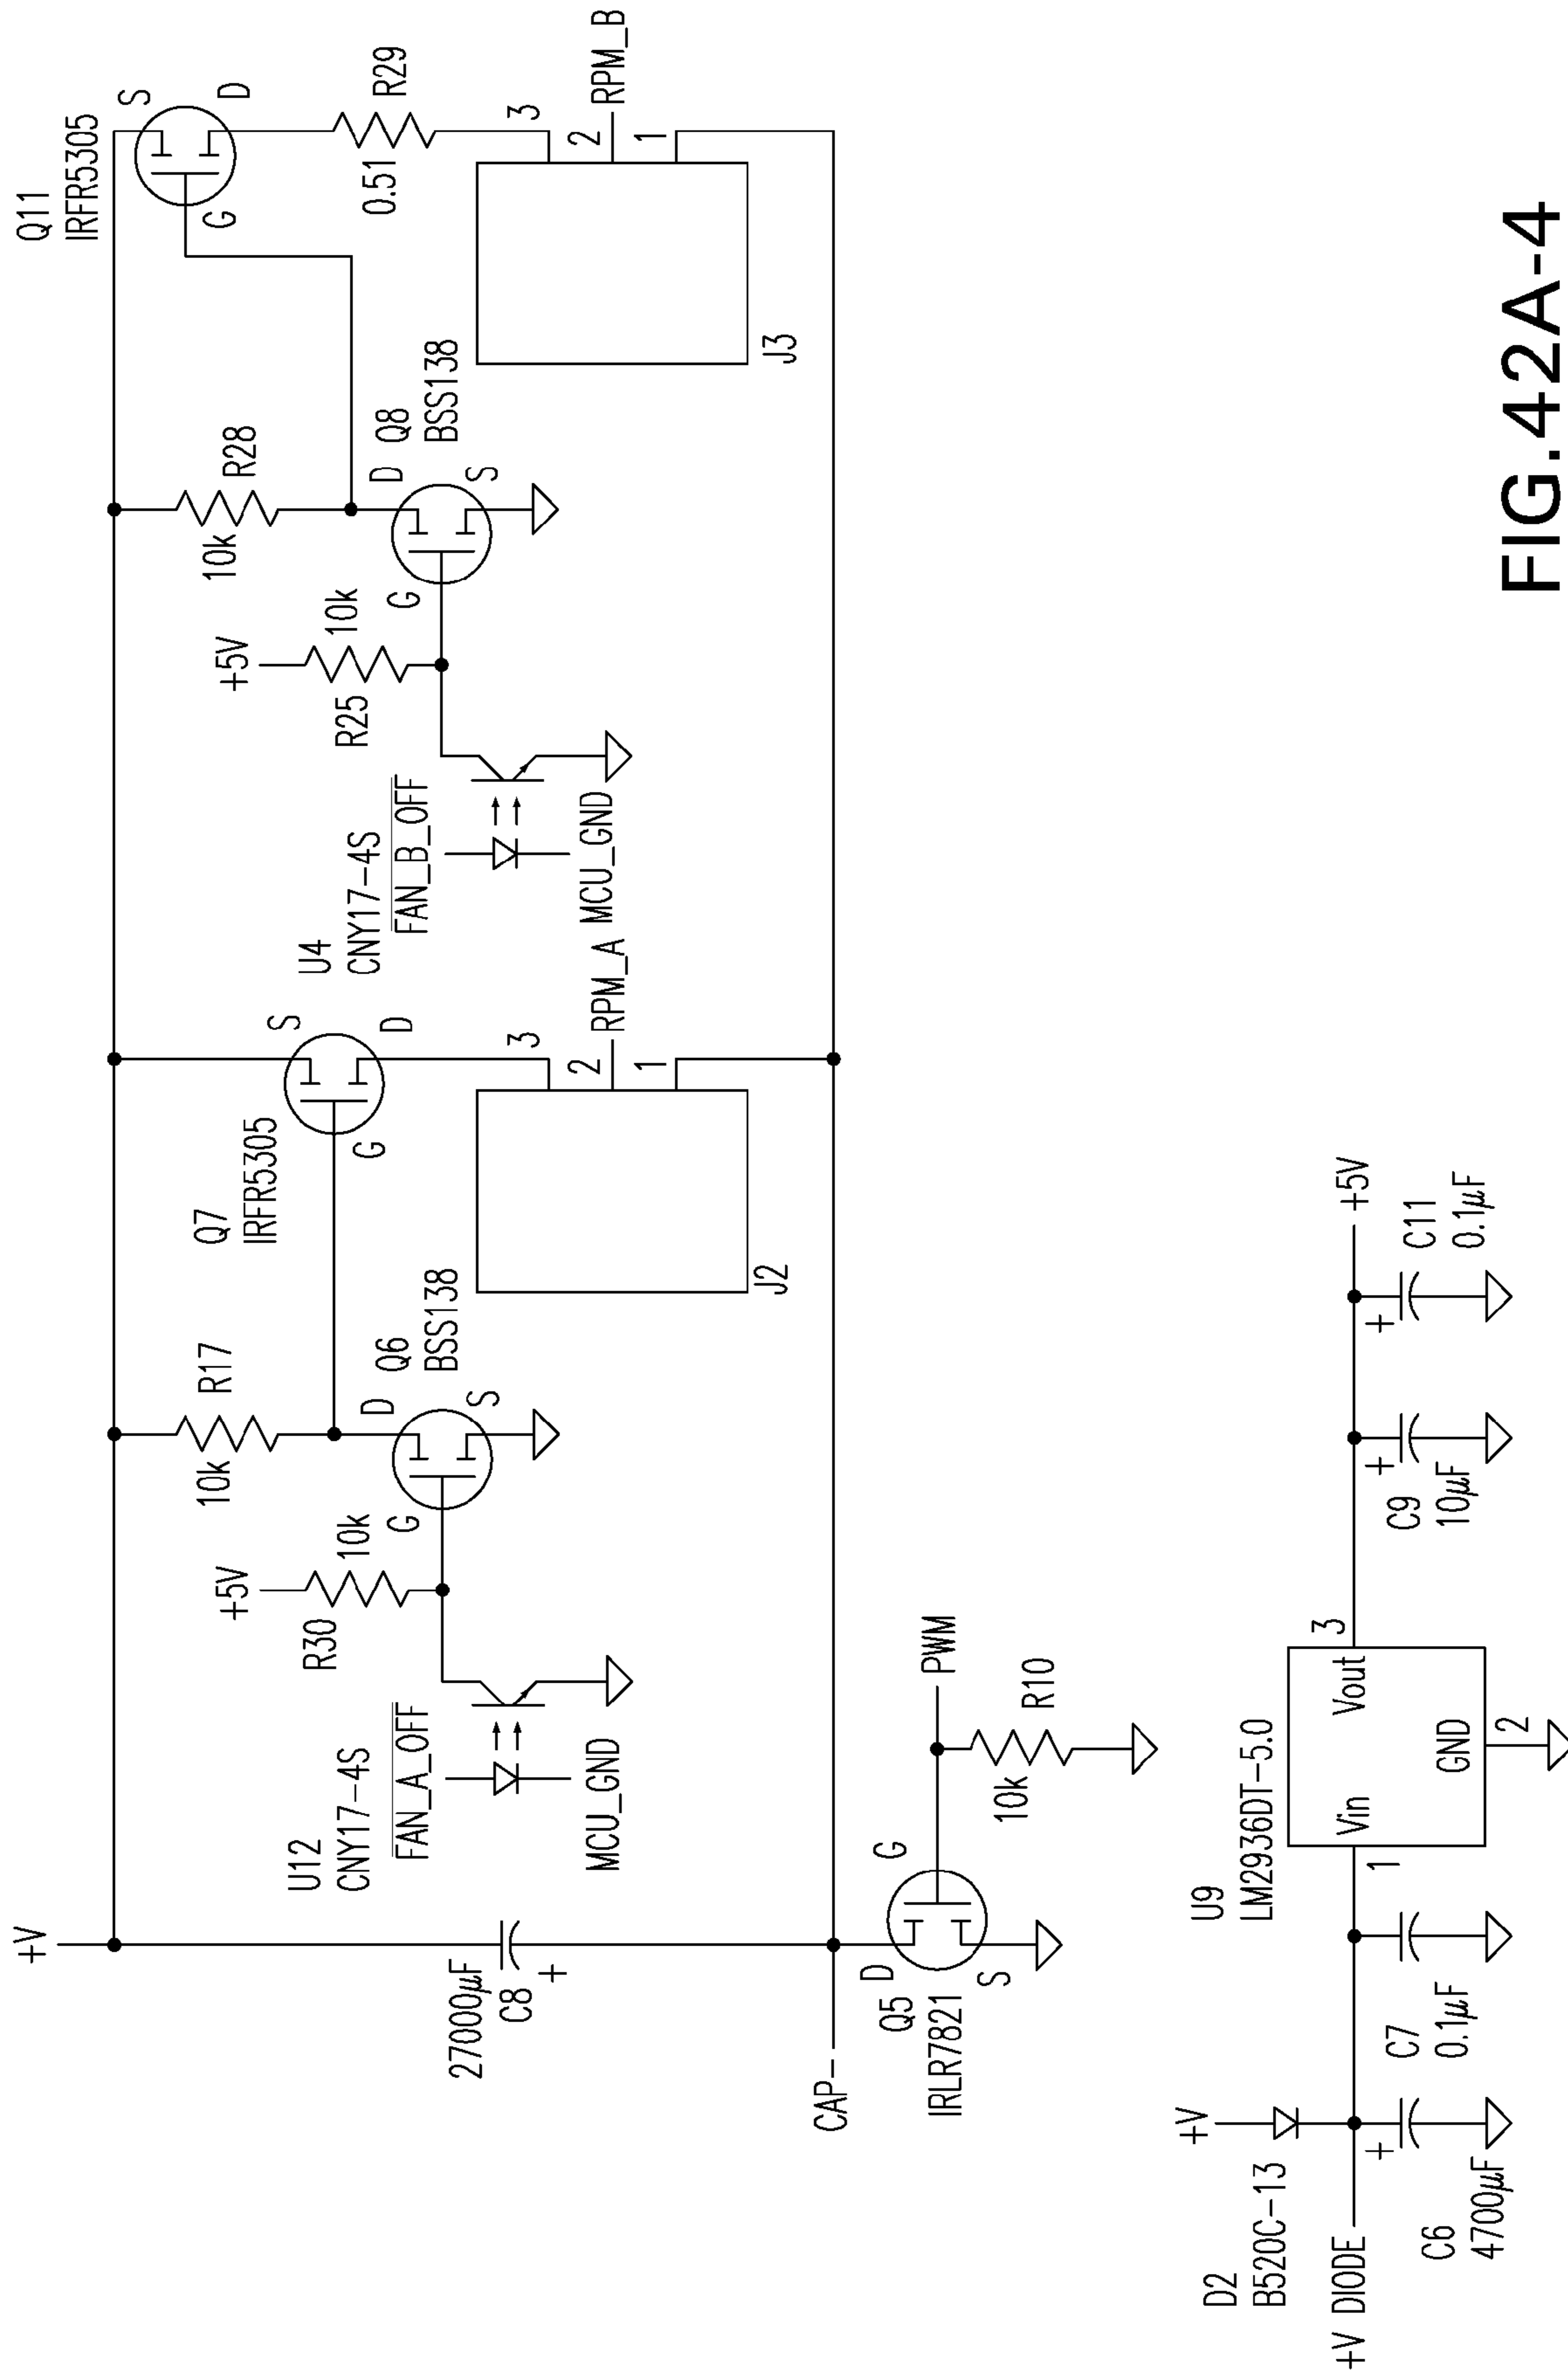 +V
27000µF
C8
+
CAP-
Q5
IRLR7821
D
S
G
PWM
R10
10k
U12
CNY17-4S
FAN_A_OFF
MCU_GND
+5V
R30
10k
G
10k
R17
D
S
Q6
BSS138
Q7
IRFR5305
S
D
G
3
2
1
RPM_A
J2
U4
CNY17-4S
FAN_B_OFF
MCU_GND
+5V
R25
10k
G
10k
R28
D
S
Q8
BSS138
Q11
IRFR5305
S
D
G
0.51
R29
3
2
1
RPM_B
J3
+V
D2
B520C-13
+V DIODE
+
C6
4700µF
C7
0.1µF
U9
LM2936DT-5.0
1
Vin
Vout
3
GND
2
+
C9
10µF
+
C11
0.1µF
+5V
FIG.42A-4